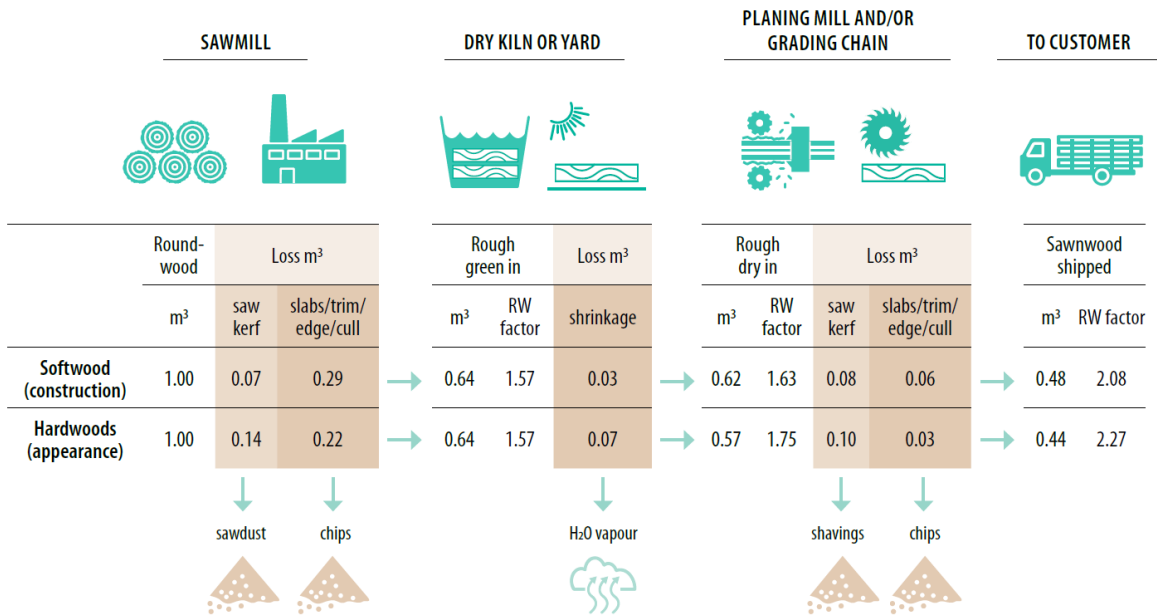 SAWMILL
DRY KILN OR YARD
PLANING MILL AND/OR
GRADING CHAIN
TO CUSTOMER
Round-
wood
Loss m³
Rough
green in
Loss m³
Rough
dry in
Loss m³
Sawnwood
shipped
m³
saw
kerf
slabs/trim/
edge/cull
m³
RW
factor
shrinkage
m³
RW
factor
saw
kerf
slabs/trim/
edge/cull
m³
RW factor
Softwood
(construction)
1.00 0.07 0.29 0.64 1.57 0.03 0.62 1.63 0.08 0.06 0.48 2.08
Hardwoods
(appearance)
1.00 0.14 0.22 0.64 1.57 0.07 0.57 1.75 0.10 0.03 0.44 2.27
sawdust
chips
H₂O vapour
shavings
chips